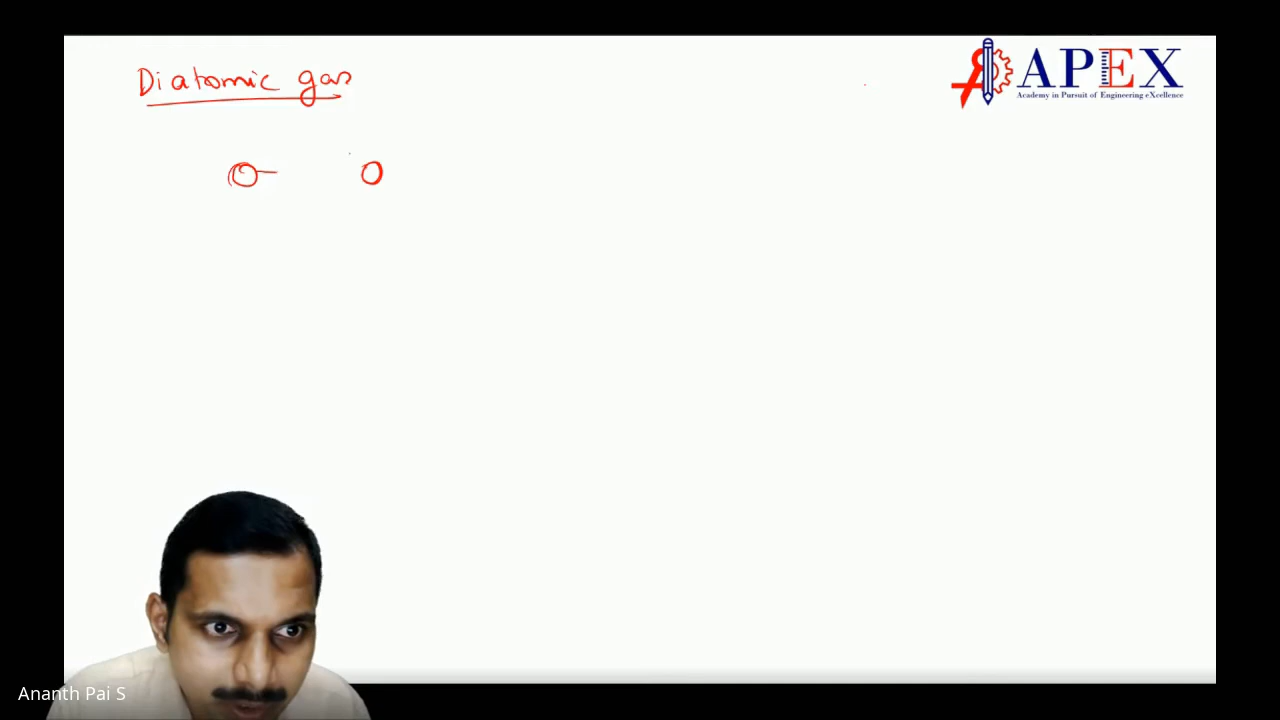 Diatomic gas
APEX
Academy in Pursuit of Engineering eXcellence
Ananth Pai S